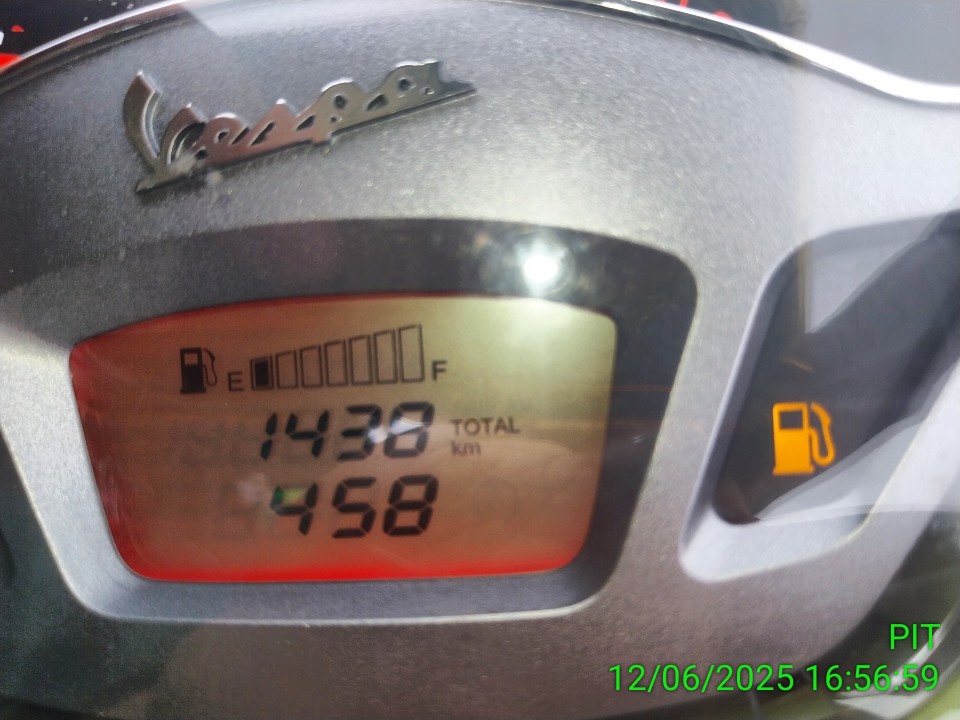 Vespa
E F
1438 TOTAL km
458
PIT
12/06/2025 16:56:59